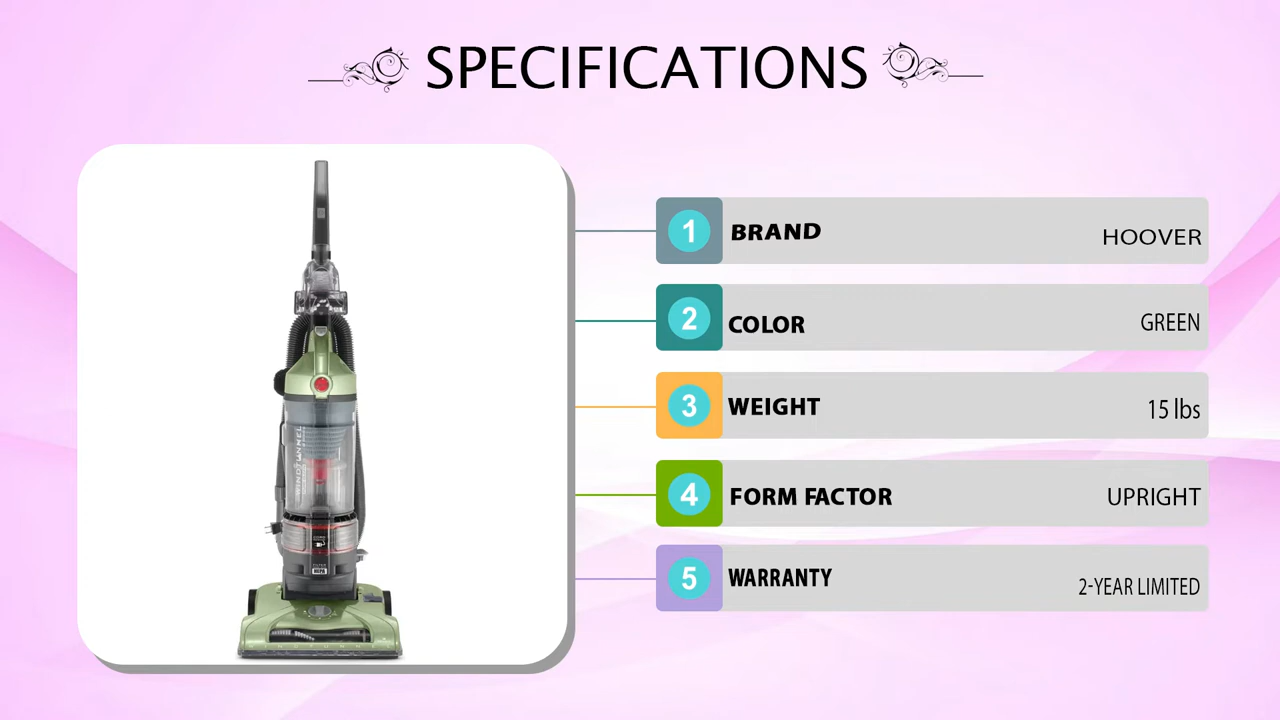 SPECIFICATIONS
1 BRAND HOOVER
2 COLOR GREEN
3 WEIGHT 15 lbs
4 FORM FACTOR UPRIGHT
5 WARRANTY 2-YEAR LIMITED
WINDTUNNEL